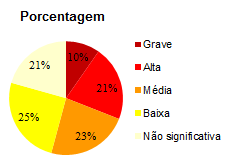 Porcentagem
10%
21%
23%
25%
21%
Grave
Alta
Média
Baixa
Não significativa